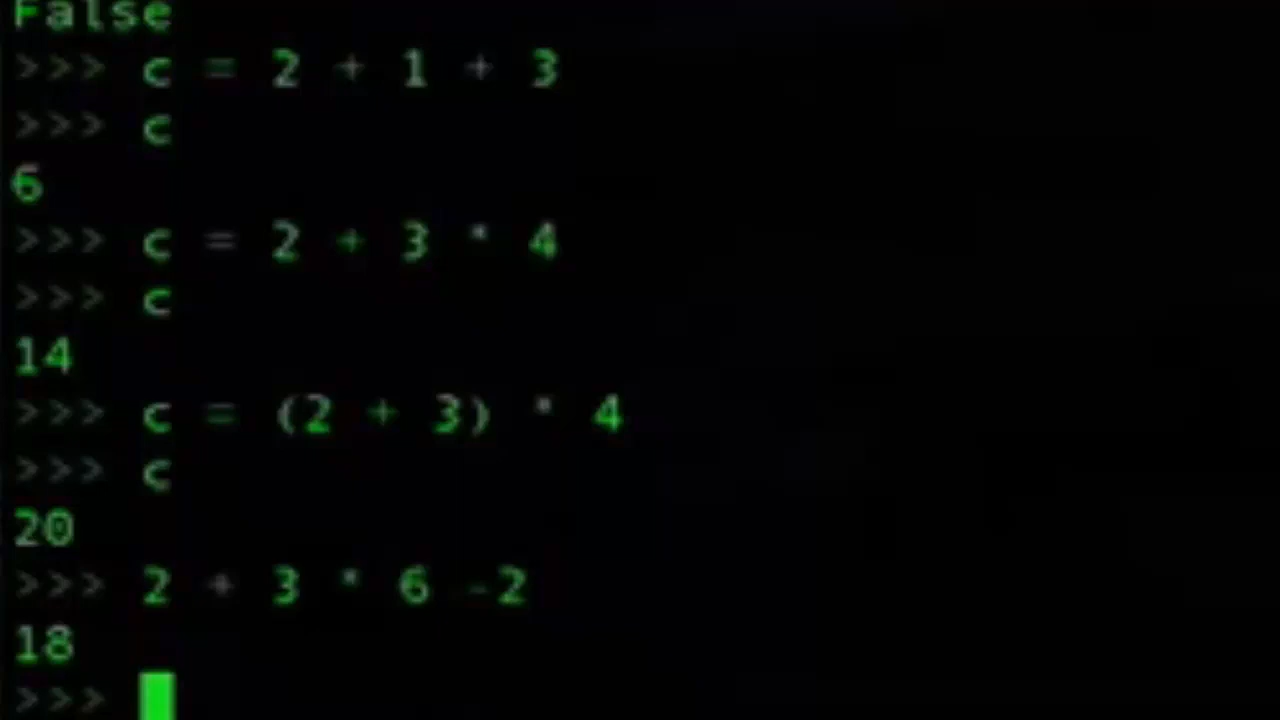 False
>>> c = 2 + 1 + 3
>>> c
6
>>> c = 2 + 3 * 4
>>> c
14
>>> c = (2 + 3) * 4
>>> c
20
>>> 2 + 3 * 6 -2
18
>>>